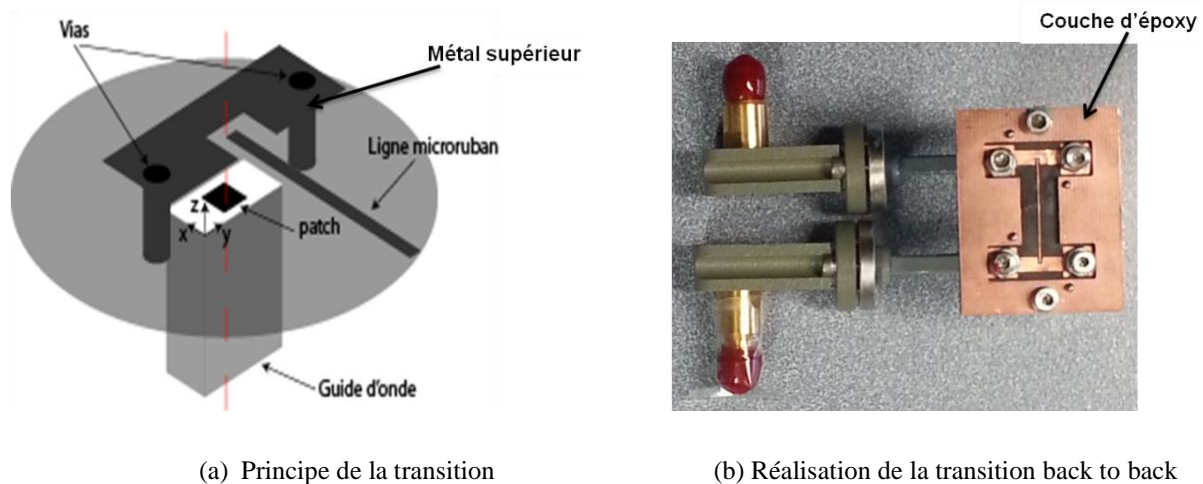 Vias
Métal supérieur
Ligne microruban
z
x
y
patch
Guide d'onde
Couche d'époxy
(a) Principe de la transition
(b) Réalisation de la transition back to back